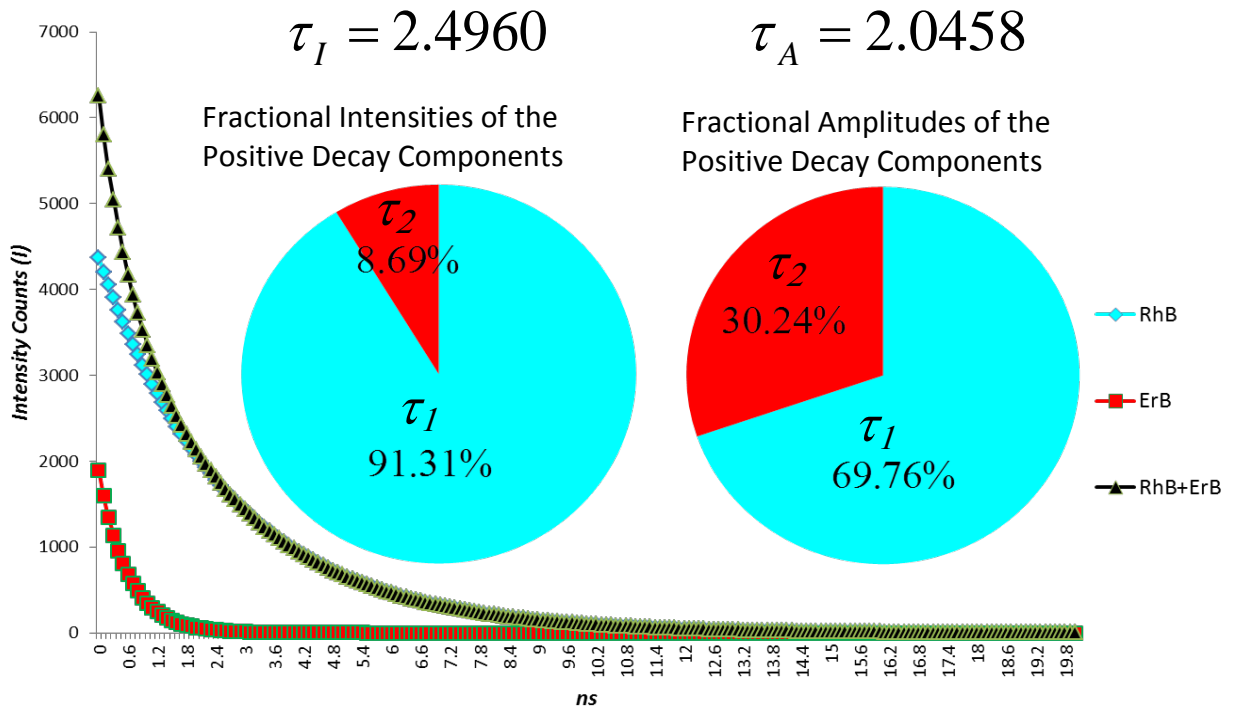 τI = 2.4960
τA = 2.0458
Fractional Intensities of the
Positive Decay Components
Fractional Amplitudes of the
Positive Decay Components
τ2
8.69%
τ1
91.31%
τ2
30.24%
τ1
69.76%
RhB
ErB
RhB+ErB
Intensity Counts (I)
7000
6000
5000
4000
3000
2000
1000
0
0 0.6 1.2 1.8 2.4 3 3.6 4.2 4.8 5.4 6 6.6 7.2 7.8 8.4 9 9.6 10.2 10.8 11.4 12 12.6 13.2 13.8 14.4 15 15.6 16.2 16.8 17.4 18 18.6 19.2 19.8
ns